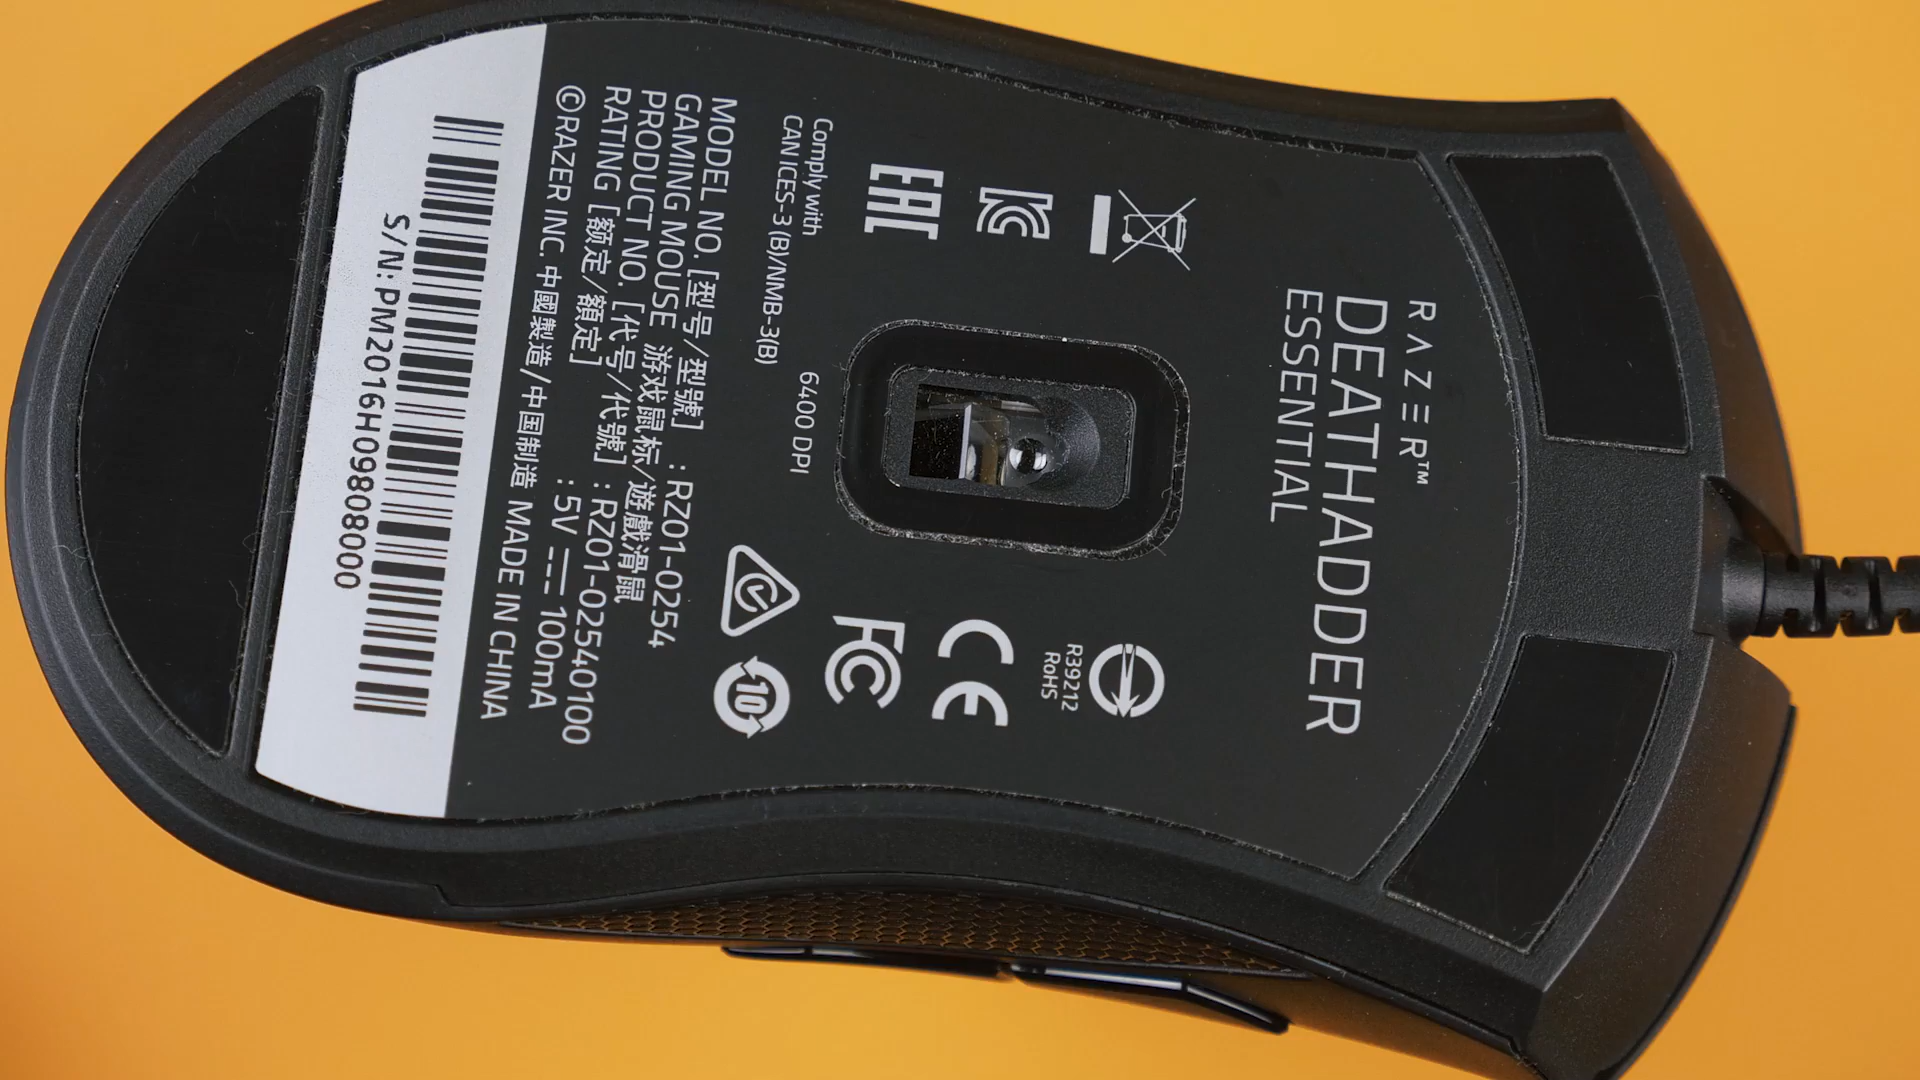 RAZER™
DEATHADDER
ESSENTIAL
R39212
RoHS
EAC
FC
CE
10
6400 DPI
Comply with
CAN ICES-3 (B)/NMB-3(B)
MODEL NO. [型号/型號] : RZ01-0254
GAMING MOUSE 游戏鼠标/遊戲滑鼠
PRODUCT NO. [代号/代號] : RZ01-02540100
RATING [额定/額定] : 5V ⎓ 100mA
©RAZER INC. 中國製造/中国制造 MADE IN CHINA
S/N: PM2016H09808000